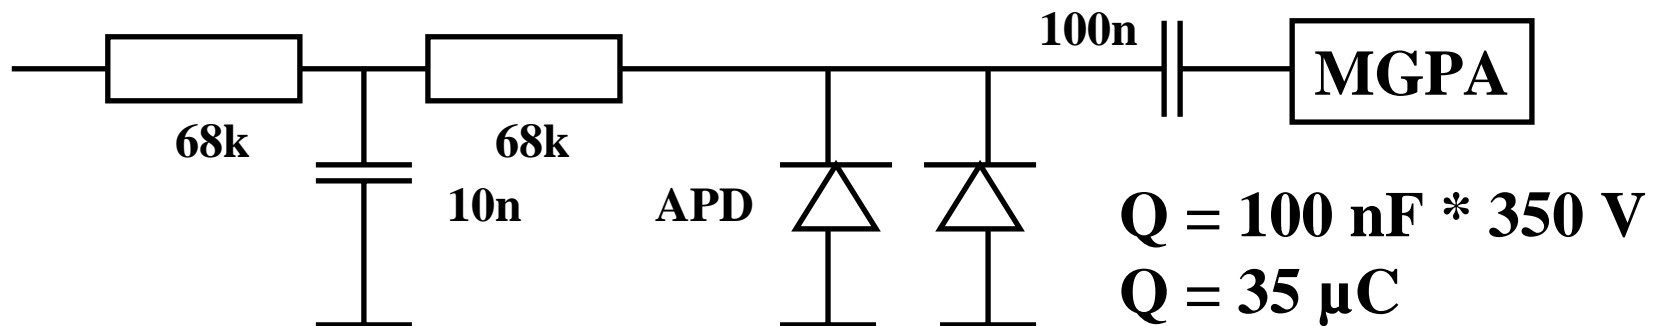 100n
MGPA
68k
68k
10n
APD
Q = 100 nF * 350 V
Q = 35 µC